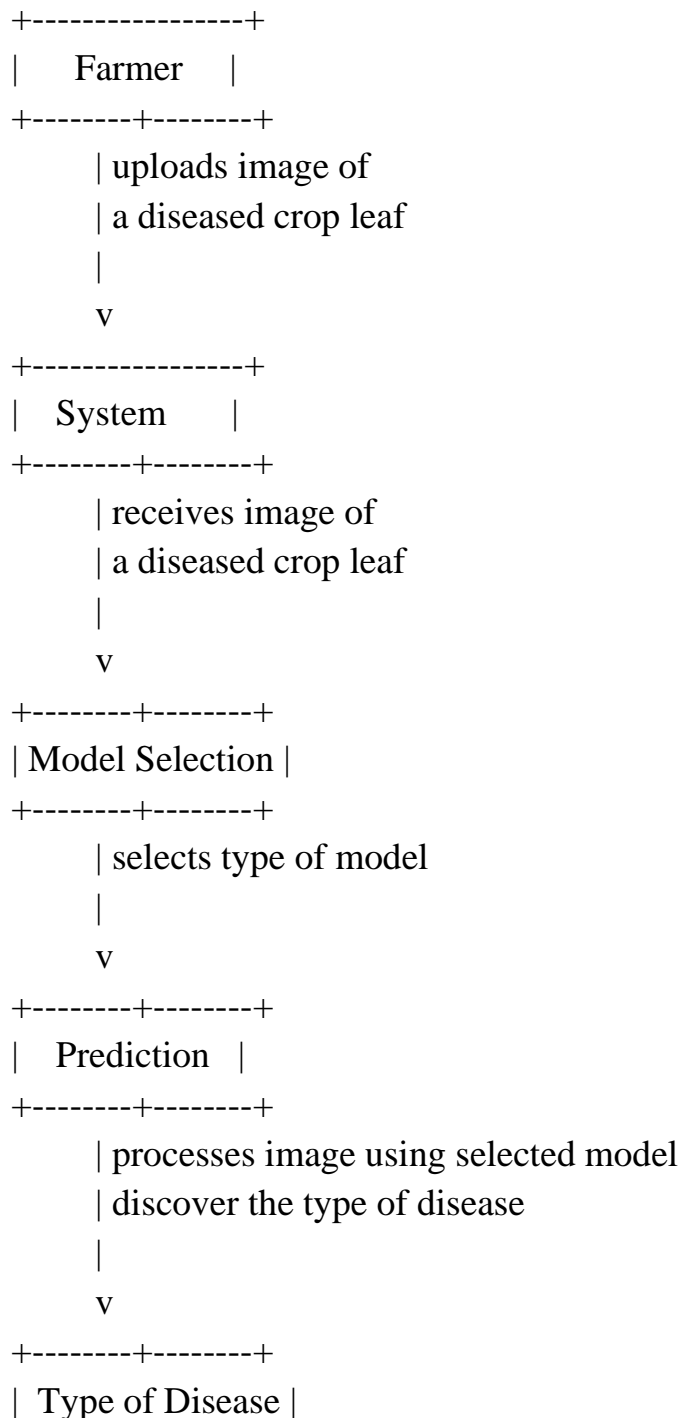 +-----------------+
|      Farmer     |
+--------+--------+
| uploads image of
| a diseased crop leaf
|
v
+-----------------+
|    System       |
+--------+--------+
| receives image of
| a diseased crop leaf
|
v
+--------+--------+
| Model Selection |
+--------+--------+
| selects type of model
|
v
+--------+--------+
|    Prediction   |
+--------+--------+
| processes image using selected model
| discover the type of disease
|
v
+--------+--------+
|  Type of Disease |